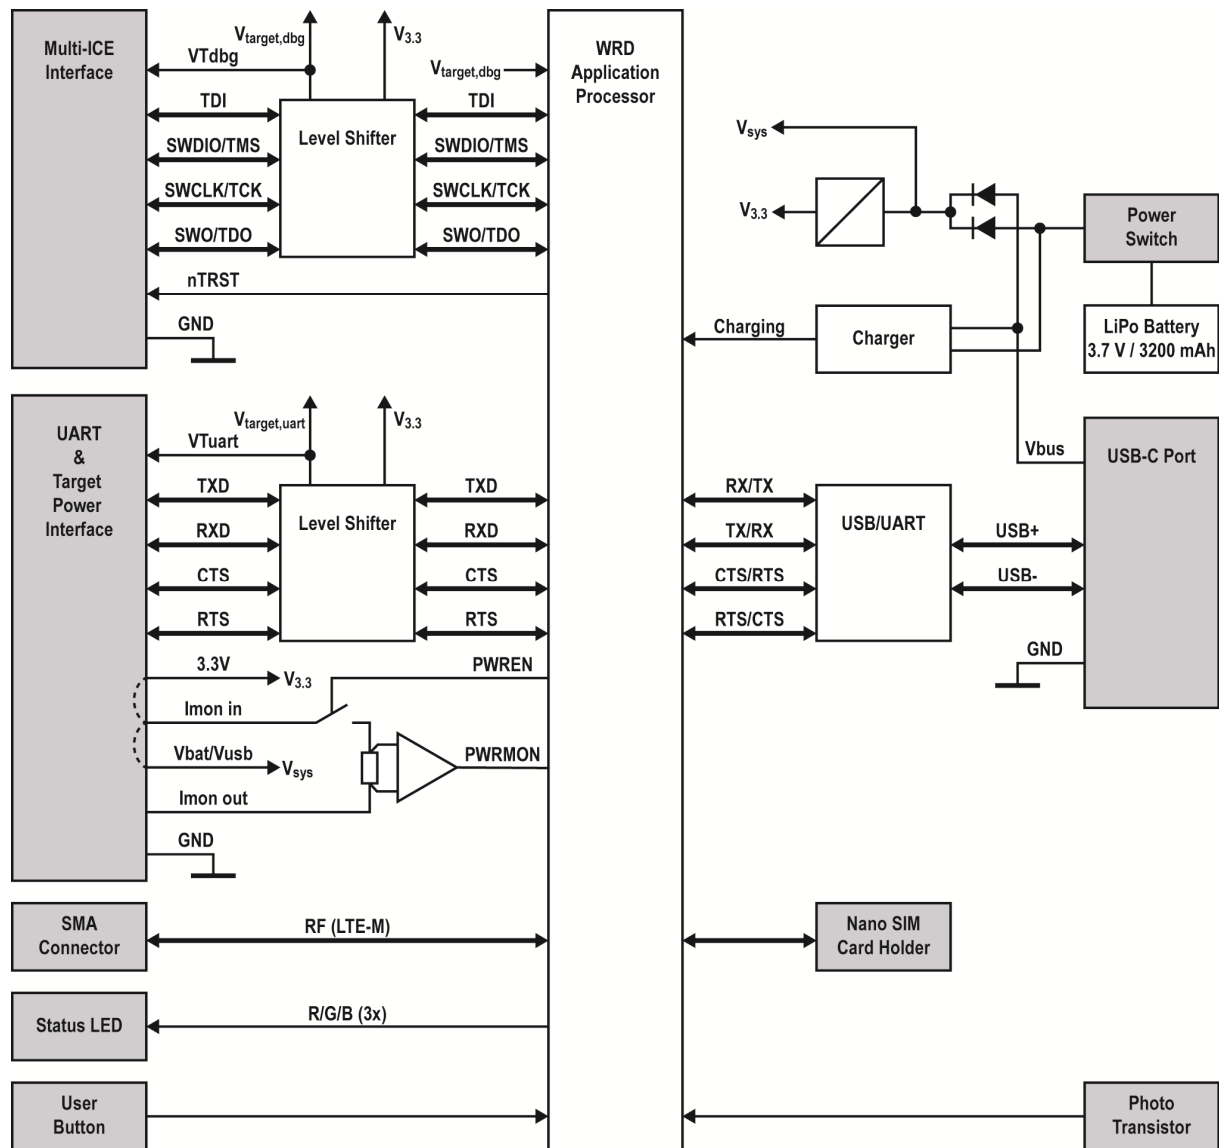 Multi-ICE
Interface
VTdbg
TDI
SWDIO/TMS
SWCLK/TCK
SWO/TDO
nTRST
GND
Vtarget,dbg
V3.3
Level Shifter
Vtarget,dbg
TDI
SWDIO/TMS
SWCLK/TCK
SWO/TDO
WRD
Application
Processor
Vsys
V3.3
Power
Switch
Charging
Charger
LiPo Battery
3.7 V / 3200 mAh
UART
&
Target
Power
Interface
VTuart
TXD
RXD
CTS
RTS
Vtarget,uart
V3.3
Level Shifter
TXD
RXD
CTS
RTS
3.3V
V3.3
PWREN
Imon in
Vbat/Vusb
Vsys
PWRMON
Imon out
GND
Vbus
USB-C Port
RX/TX
TX/RX
CTS/RTS
RTS/CTS
USB/UART
USB+
USB-
GND
SMA
Connector
RF (LTE-M)
Nano SIM
Card Holder
Status LED
R/G/B (3x)
User
Button
Photo
Transistor